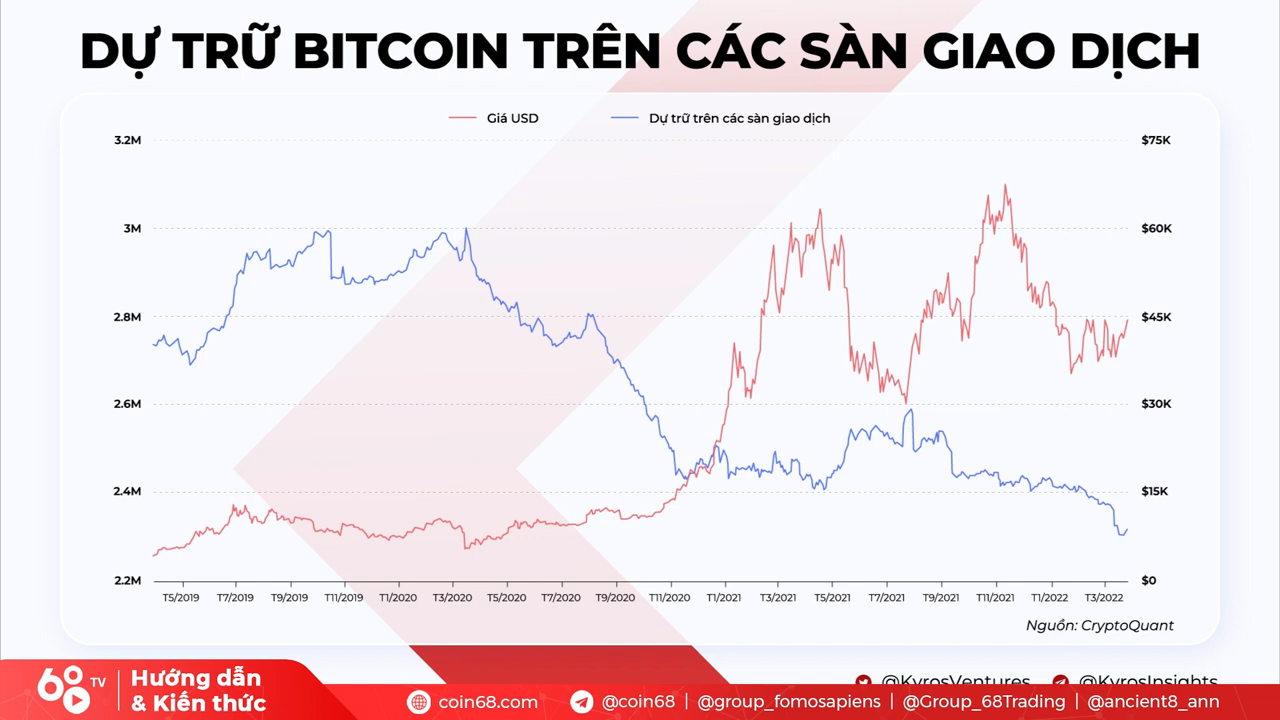 DỰ TRỮ BITCOIN TRÊN CÁC SÀN GIAO DỊCH
Giá USD Dự trữ trên các sàn giao dịch
3.2M $75K
3M $60K
2.8M $45K
2.6M $30K
2.4M $15K
2.2M $0
T5/2019 T7/2019 T9/2019 T11/2019 T1/2020 T3/2020 T5/2020 T7/2020 T9/2020 T11/2020 T1/2021 T3/2021 T5/2021 T7/2021 T9/2021 T11/2021 T1/2022 T3/2022
Nguồn: CryptoQuant
@KyrosVentures @KyrosInsights
68 TV
Hướng dẫn
& Kiến thức
coin68.com @coin68 | @group_fomosapiens | @Group_68Trading | @ancient8_ann